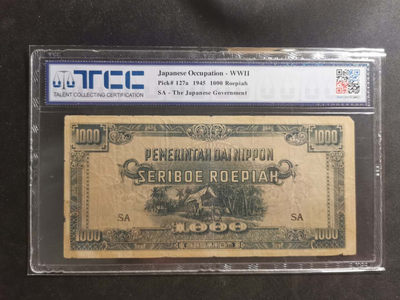 TCC
TALENT COLLECTING CERTIFICATION
Japanese Occupation - WWII
Pick# 127a 1945 1000 Roepiah
SA - The Japanese Government
1000
1000
PEMERINTAH DAI NIPPON
SERIBOE ROEPIAH
SA
SA
1000
1000
1000